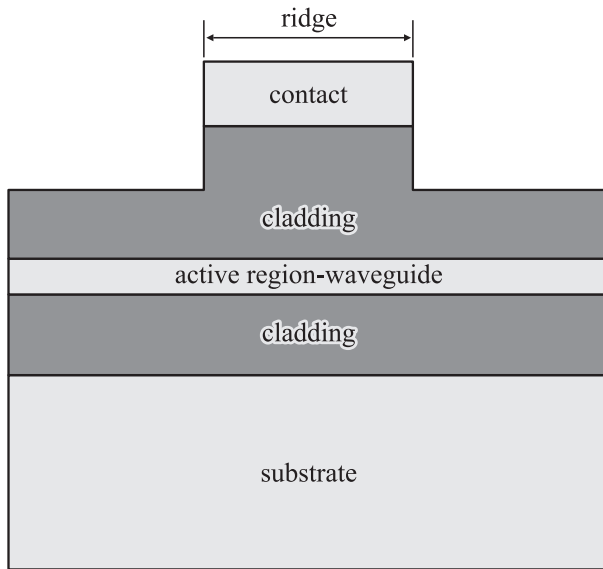 ridge
contact
cladding
active region-waveguide
cladding
substrate